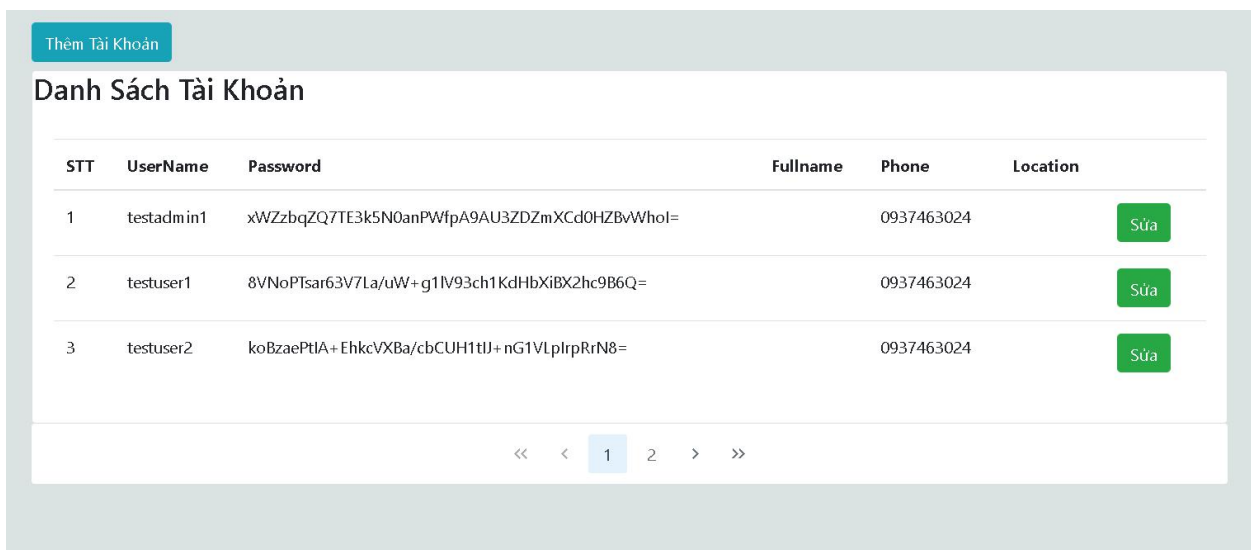 Thêm Tài Khoản
Danh Sách Tài Khoản
STT UserName Password Fullname Phone Location
1 testadmin1 xWZzbqZQ7TE3k5N0anPWfpA9AU3ZDZmXCd0HZBvWhoI= 0937463024 Sửa
2 testuser1 8VNoPTsar63V7La/uW+g1lV93ch1KdHbXiBX2hc9B6Q= 0937463024 Sửa
3 testuser2 koBzaePtIA+EhkcVXBa/cbCUH1tIJ+nG1VLpIrpRrN8= 0937463024 Sửa
« ‹ 1 2 › »